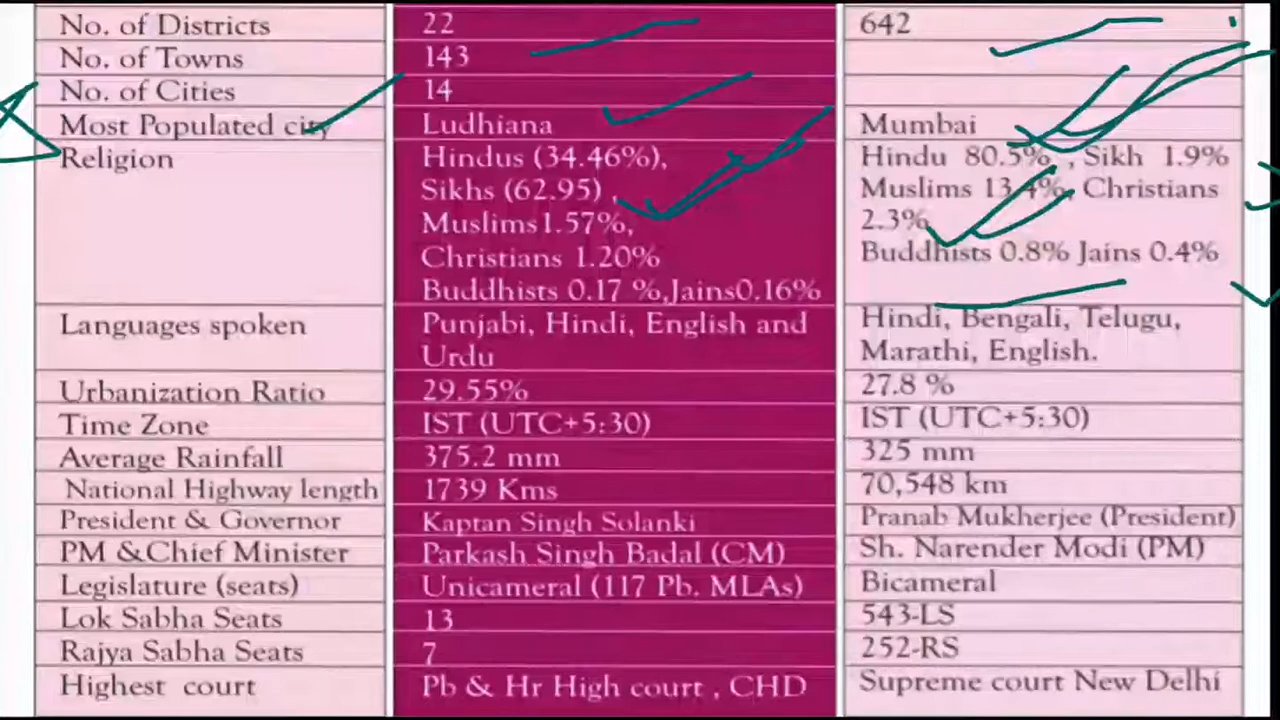 No. of Districts 22 642
No. of Towns 143
No. of Cities 14
Most Populated city Ludhiana Mumbai
Religion Hindus (34.46%), Hindu 80.5% , Sikh 1.9%
Sikhs (62.95) , Muslims 13.4%, Christians
Muslims1.57%, 2.3%
Christians 1.20% Buddhists 0.8% Jains 0.4%
Buddhists 0.17 %,Jains0.16%
Languages spoken Punjabi, Hindi, English and Hindi, Bengali, Telugu,
Urdu Marathi, English.
Urbanization Ratio 29.55% 27.8 %
Time Zone IST (UTC+5:30) IST (UTC+5:30)
Average Rainfall 375.2 mm 325 mm
National Highway length 1739 Kms 70,548 km
President & Governor Kaptan Singh Solanki Pranab Mukherjee (President)
PM &Chief Minister Parkash Singh Badal (CM) Sh. Narender Modi (PM)
Legislature (seats) Unicameral (117 Pb. MLAs) Bicameral
Lok Sabha Seats 13 543-LS
Rajya Sabha Seats 7 252-RS
Highest court Pb & Hr High court , CHD Supreme court New Delhi